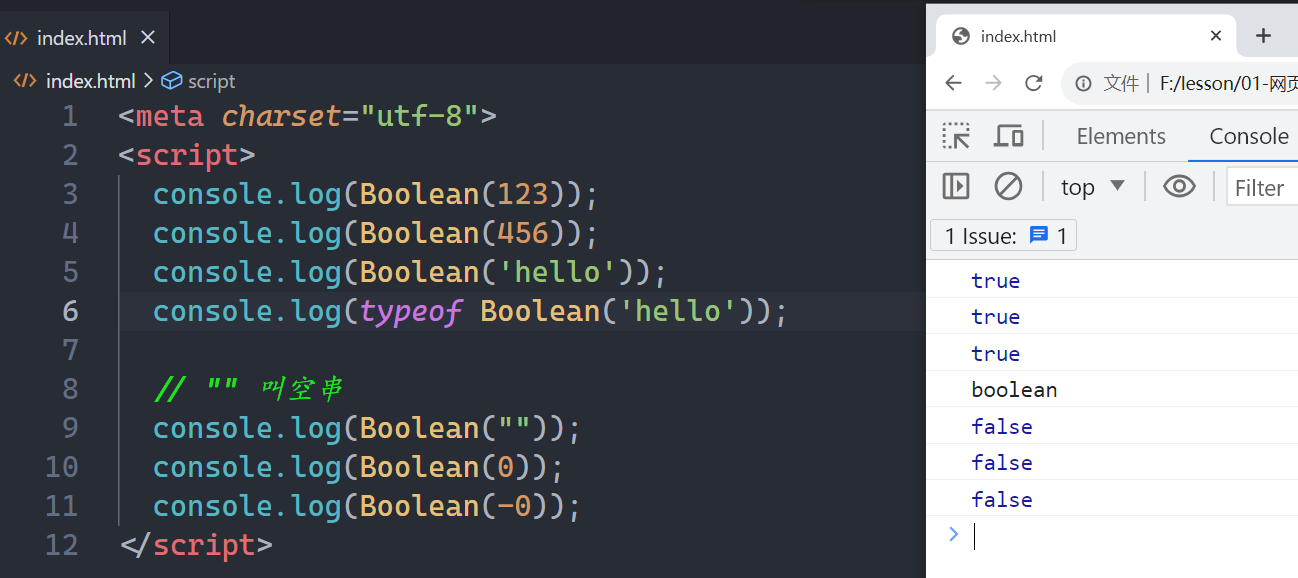 index.html
index.html script
1 <meta charset="utf-8">
2 <script>
3 console.log(Boolean(123));
4 console.log(Boolean(456));
5 console.log(Boolean('hello'));
6 console.log(typeof Boolean('hello'));
7
8 // "" 叫空串
9 console.log(Boolean(""));
10 console.log(Boolean(0));
11 console.log(Boolean(-0));
12 </script>
index.html
文件 F:/lesson/01-网页
Elements Console
top Filter
1 Issue: 1
true
true
true
boolean
false
false
false